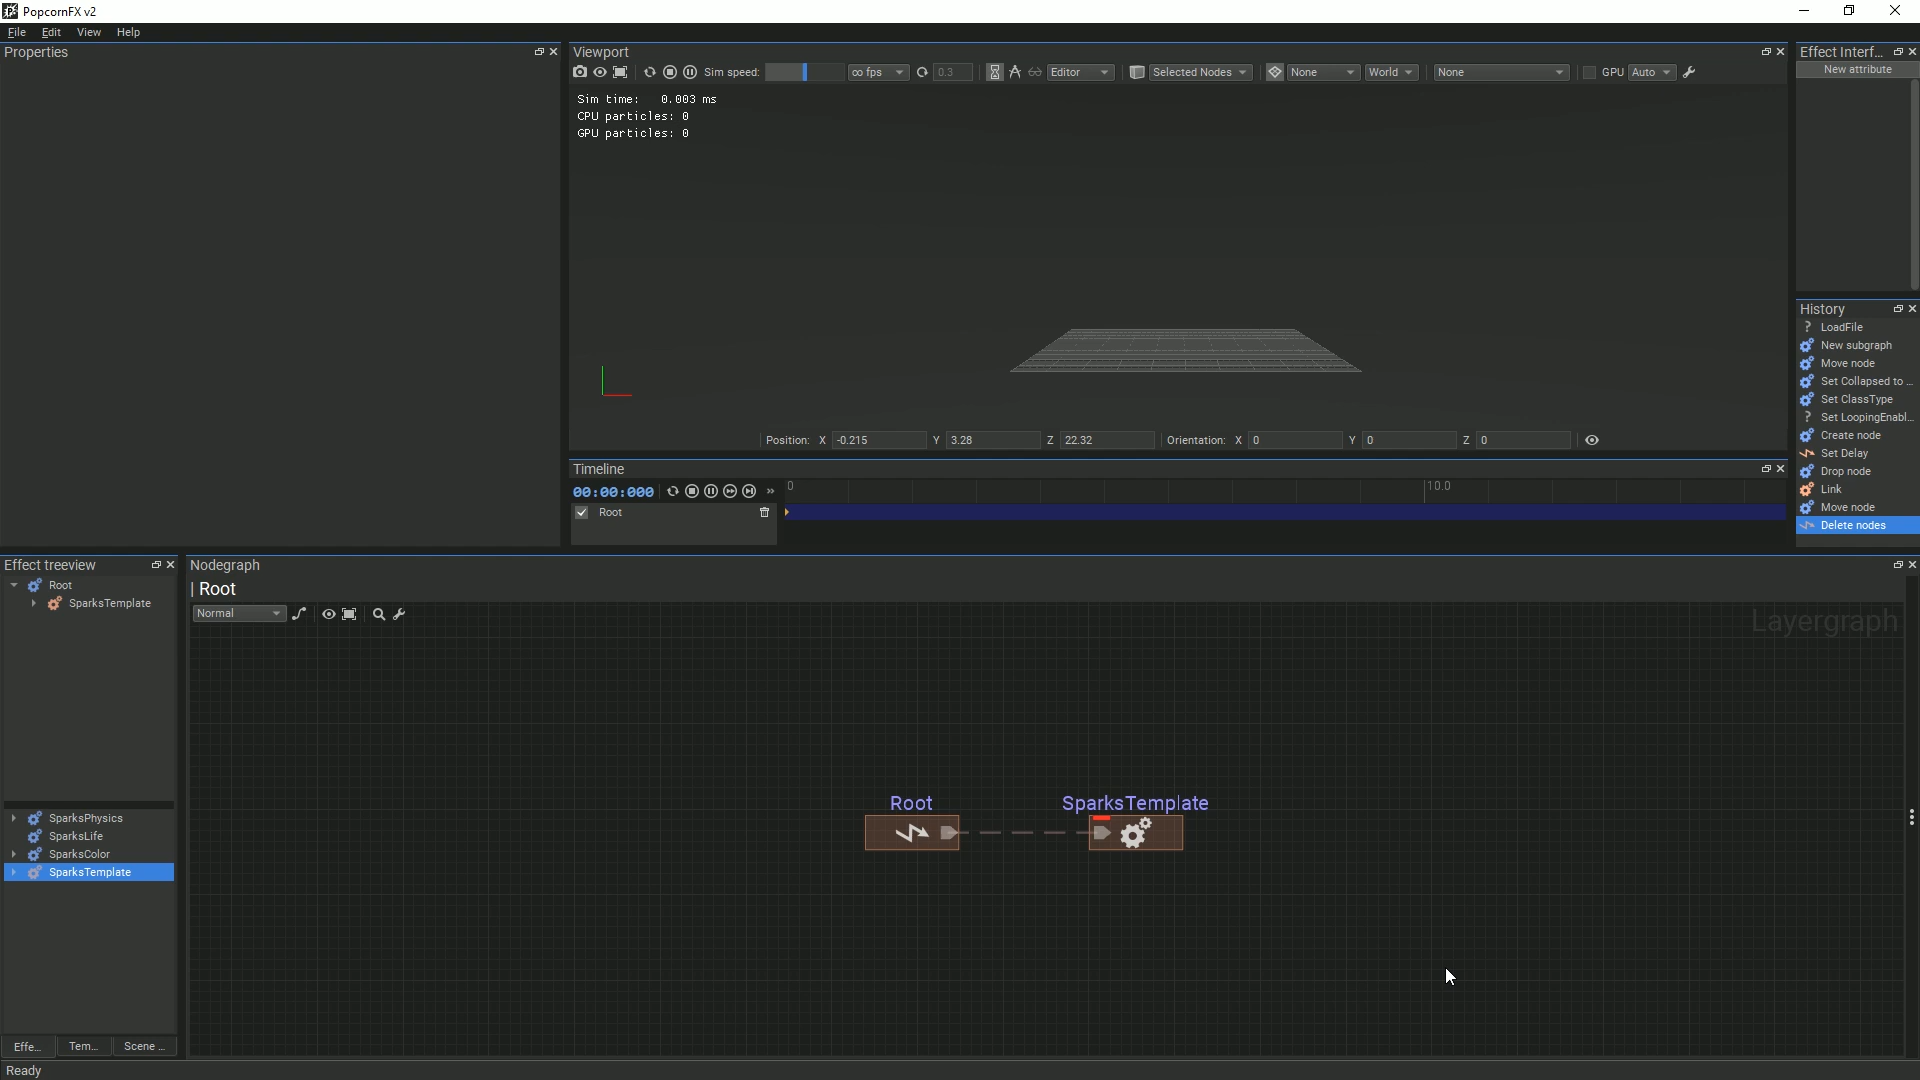 PopcornFX v2
File Edit View Help
Properties
Viewport
Sim speed:
∞ fps
0.3
Editor
Selected Nodes
None
World
None
GPU
Auto
Sim time: 0.003 ms
CPU particles: 0
GPU particles: 0
Position: X -0.215 Y 3.28 Z 22.32 Orientation: X 0 Y 0 Z 0
Effect Interf...
New attribute
History
? LoadFile
New subgraph
Move node
Set Collapsed to ...
Set ClassType
? Set LoopingEnabl...
Create node
Set Delay
Drop node
Link
Move node
Delete nodes
Timeline
00:00:000
»
0
10.0
Root
Effect treeview
Root
SparksTemplate
SparksPhysics
SparksLife
SparksColor
SparksTemplate
Effe...
Tem...
Scene ...
Nodegraph
| Root
Normal
Layergraph
Root
SparksTemplate
Ready